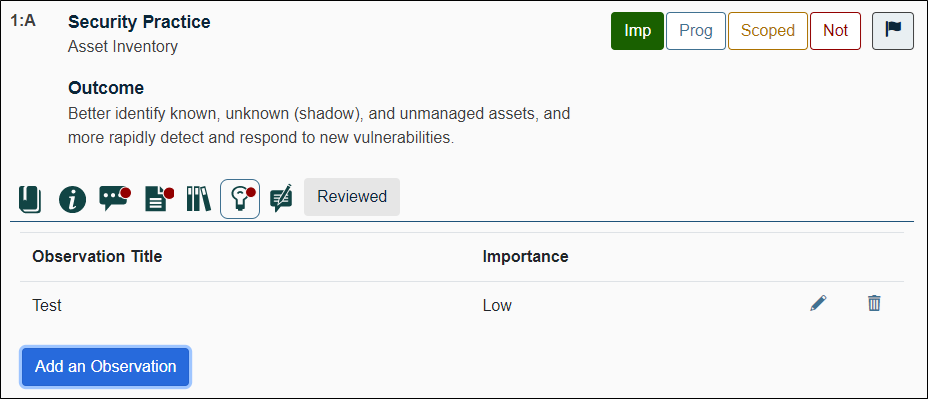 1:A Security Practice Imp Prog Scoped Not
Asset Inventory
Outcome
Better identify known, unknown (shadow), and unmanaged assets, and
more rapidly detect and respond to new vulnerabilities.
Reviewed
Observation Title Importance
Test Low
Add an Observation